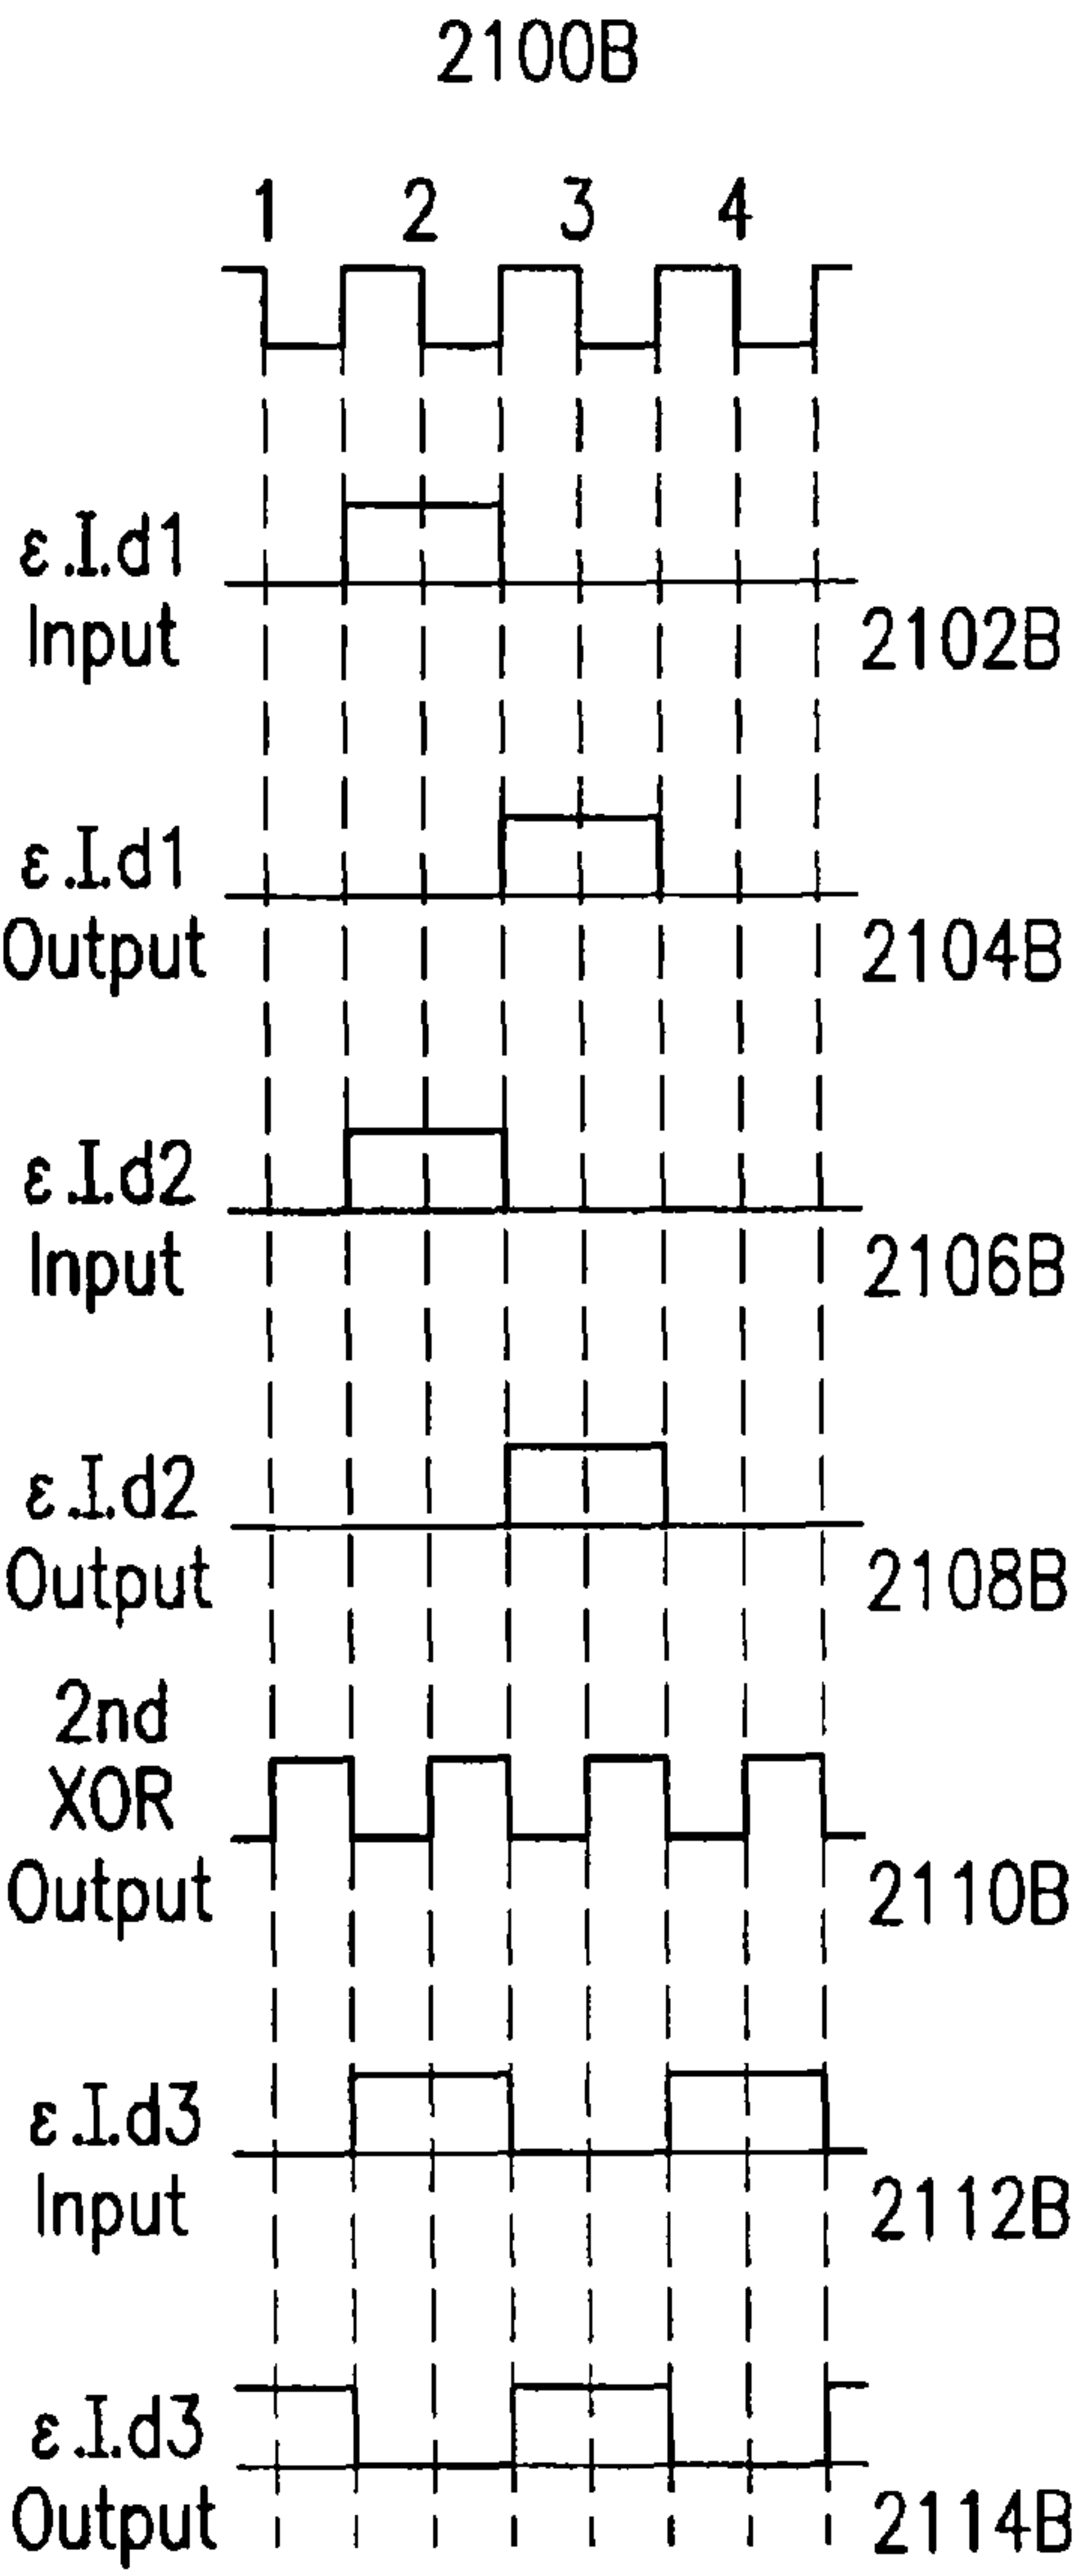 2100B
1 2 3 4
ε.I.d1
Input
2102B
ε.I.d1
Output
2104B
ε.I.d2
Input
2106B
ε.I.d2
Output
2108B
2nd
XOR
Output
2110B
ε.I.d3
Input
2112B
ε.I.d3
Output
2114B